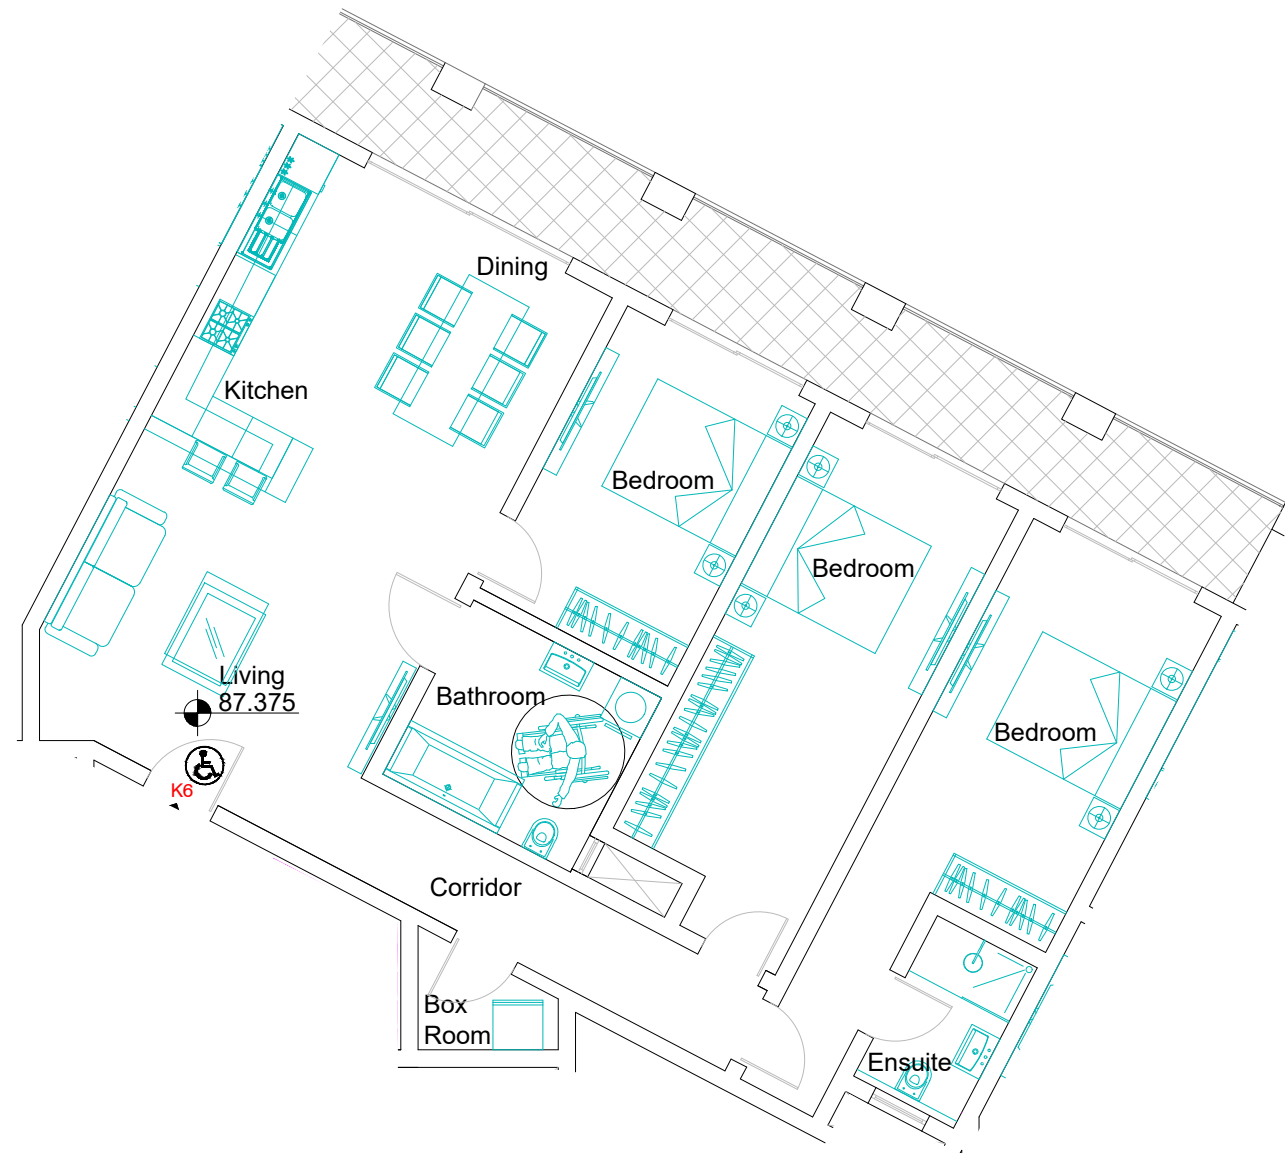 Dining
Kitchen
Bedroom
Bedroom
Living
87.375
Bathroom
Bedroom
K6
Corridor
Box
Room
Ensuite